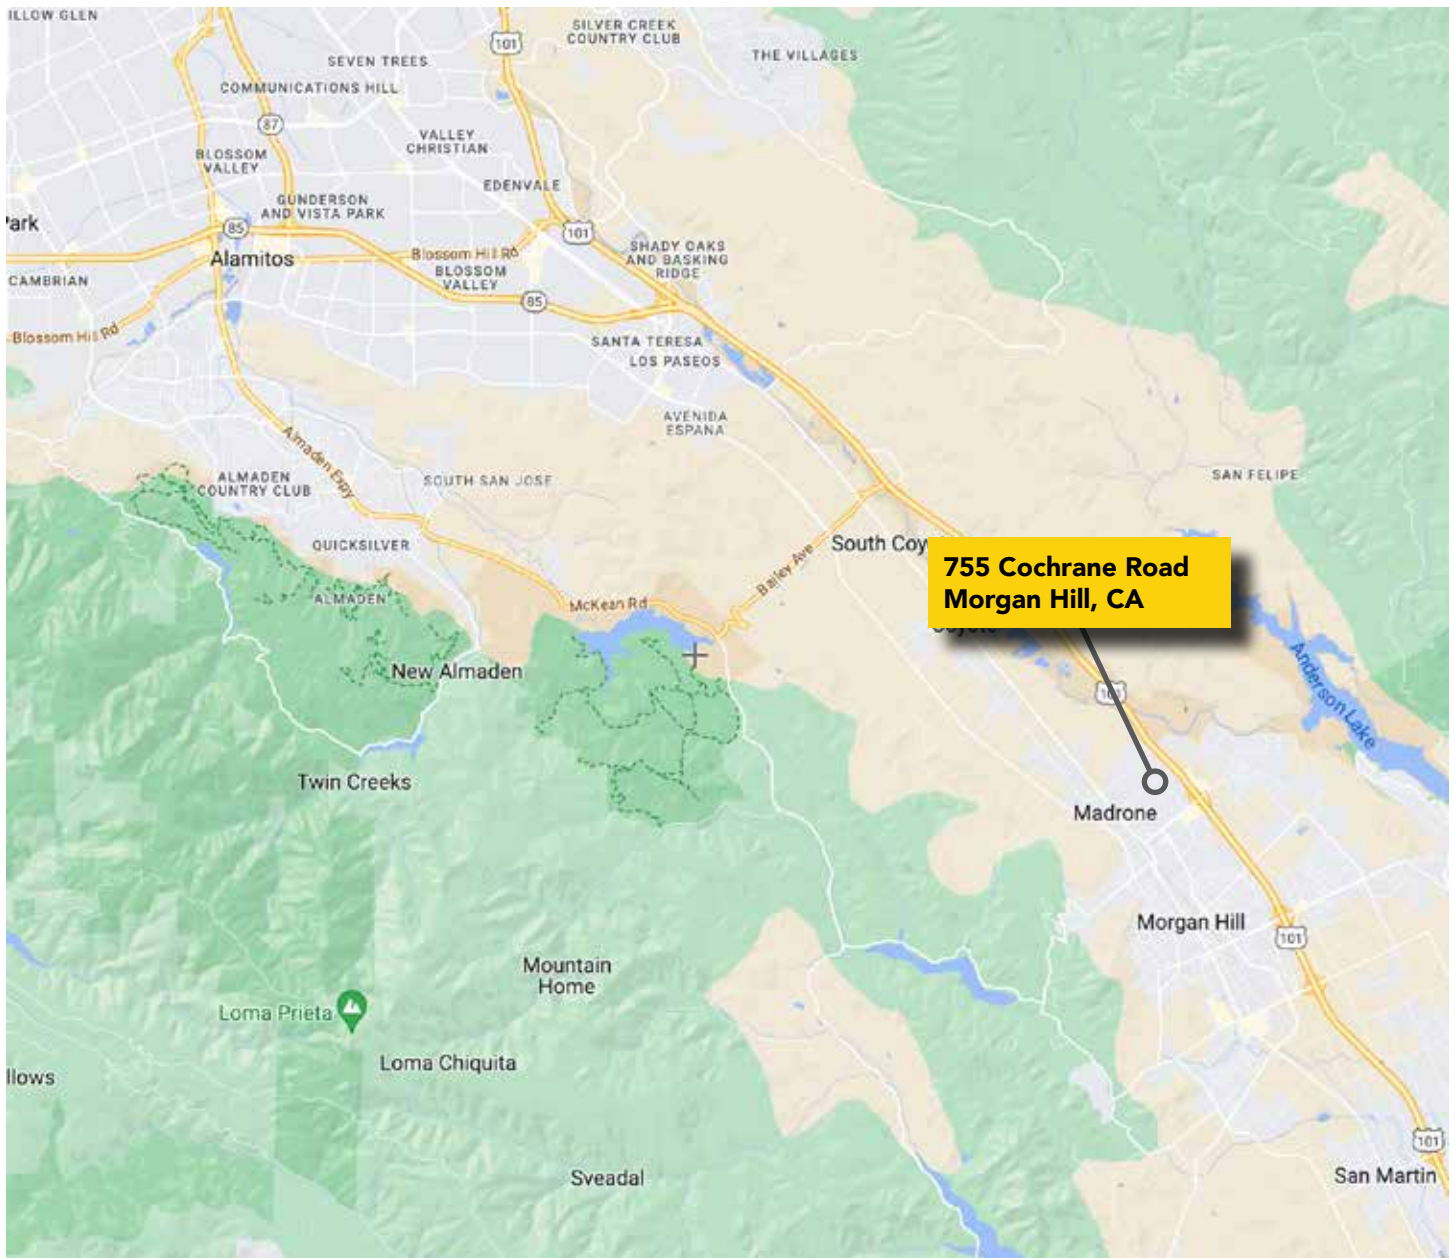 ILLOW GLEN
101
SILVER CREEK
COUNTRY CLUB
THE VILLAGES
SEVEN TREES
COMMUNICATIONS HILL
87
VALLEY
CHRISTIAN
BLOSSOM
VALLEY
EDENVALE
GUNDERSON
AND VISTA PARK
Park
85
101
Alamitos
Blossom Hill Rd
SHADY OAKS
AND BASKING
RIDGE
BLOSSOM
VALLEY
CAMBRIAN
85
Blossom Hill Rd
SANTA TERESA
LOS PASEOS
AVENIDA
ESPANA
Almaden Expy
ALMADEN
COUNTRY CLUB
SOUTH SAN JOSE
SAN FELIPE
QUICKSILVER
South Coy
Bailey Ave
755 Cochrane Road
Morgan Hill, CA
ALMADEN
McKean Rd
Coyote
New Almaden
101
Anderson Lake
Twin Creeks
Madrone
Morgan Hill
101
Mountain
Home
Loma Prieta
Loma Chiquita
llows
101
Sveadal
San Martin